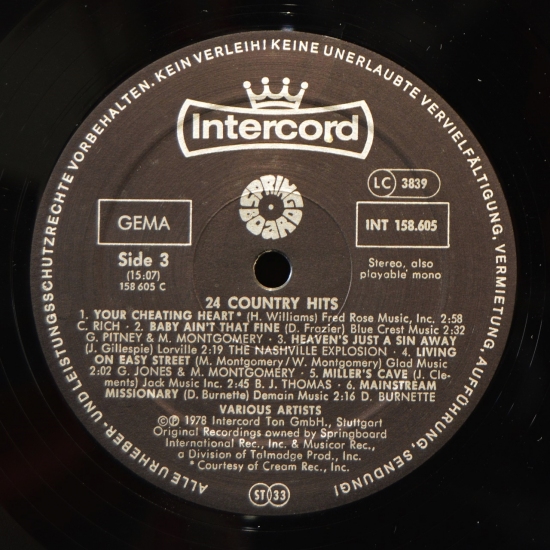 ALLE URHEBER- UND LEISTUNGSSCHUTZRECHTE VORBEHALTEN. KEIN VERLEIH! KEINE UNERLAUBTE VERVIELFÄLTIGUNG, VERMIETUNG, AUFFÜHRUNG, SENDUNG!
Intercord
LC 3839
SPRING BOARD
GEMA
INT 158.605
Side 3
(15:07)
158 605 C
Stereo, also
playable mono
24 COUNTRY HITS
1. YOUR CHEATING HEART* (H. Williams) Fred Rose Music, Inc. 2:58
C. RICH · 2. BABY AIN'T THAT FINE (D. Frazier) Blue Crest Music 2:32
G. PITNEY & M. MONTGOMERY · 3. HEAVEN'S JUST A SIN AWAY
(J. Gillespie) Lorville 2:19 THE NASHVILLE EXPLOSION · 4. LIVING
ON EASY STREET (M. Montgomery/W. Montgomery) Glad Music
2:02 G. JONES & M. MONTGOMERY · 5. MILLER'S CAVE (J. Cle-
ments) Jack Music Inc. 2:45 B. J. THOMAS · 6. MAINSTREAM
MISSIONARY (D. Burnette) Demain Music 2:16 D. BURNETTE
VARIOUS ARTISTS
©℗ 1978 Intercord Ton GmbH., Stuttgart
Original Recordings owned by Springboard
International Rec., Inc. & Musicor Rec.,
a Division of Talmadge Prod., Inc.
* Courtesy of Cream Rec., Inc.
ST 33